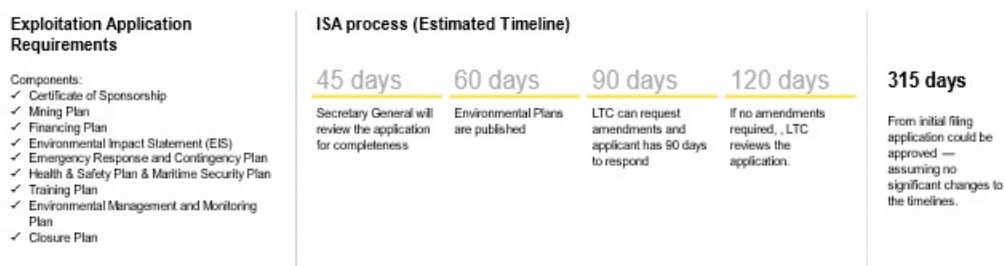 Exploitation Application
Requirements
Components:
✓ Certificate of Sponsorship
✓ Mining Plan
✓ Financing Plan
✓ Environmental Impact Statement (EIS)
✓ Emergency Response and Contingency Plan
✓ Health & Safety Plan & Maritime Security Plan
✓ Training Plan
✓ Environmental Management and Monitoring
Plan
✓ Closure Plan
ISA process (Estimated Timeline)
45 days
Secretary General will
review the application
for completeness
60 days
Environmental Plans
are published
90 days
LTC can request
amendments and
applicant has 90 days
to respond
120 days
If no amendments
required, , LTC
reviews the
application.
315 days
From initial filing
application could be
approved —
assuming no
significant changes to
the timelines.